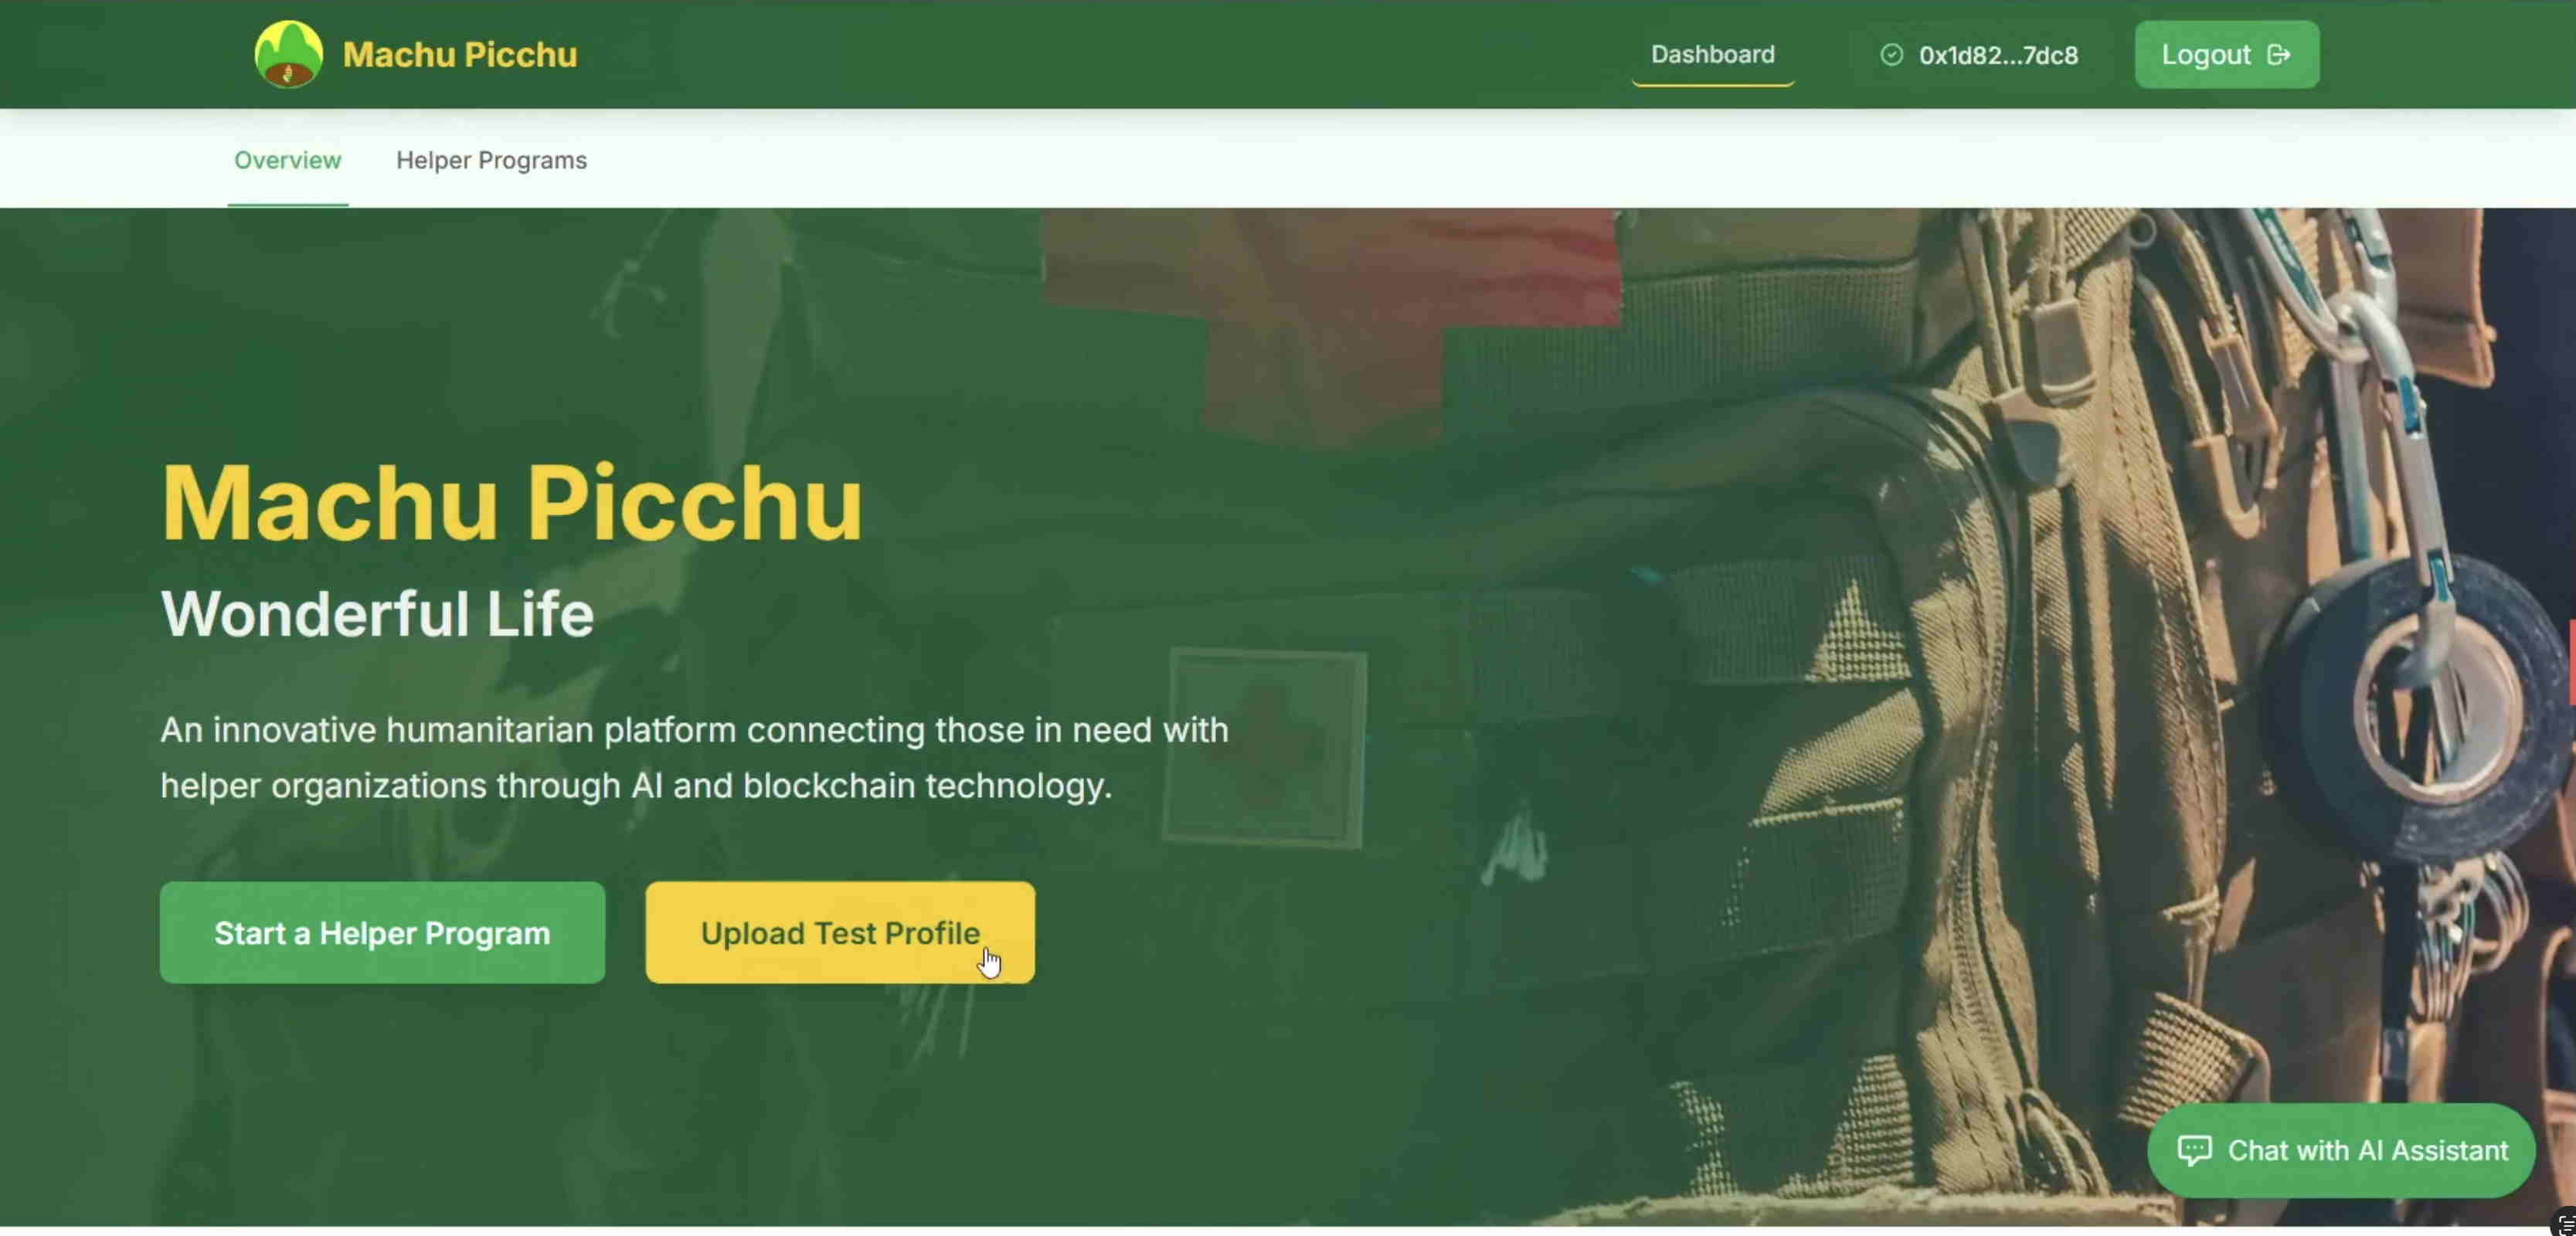 Machu Picchu
Dashboard
0x1d82...7dc8
Logout
Overview
Helper Programs
Machu Picchu
Wonderful Life
An innovative humanitarian platform connecting those in need with
helper organizations through AI and blockchain technology.
Start a Helper Program
Upload Test Profile
Chat with AI Assistant